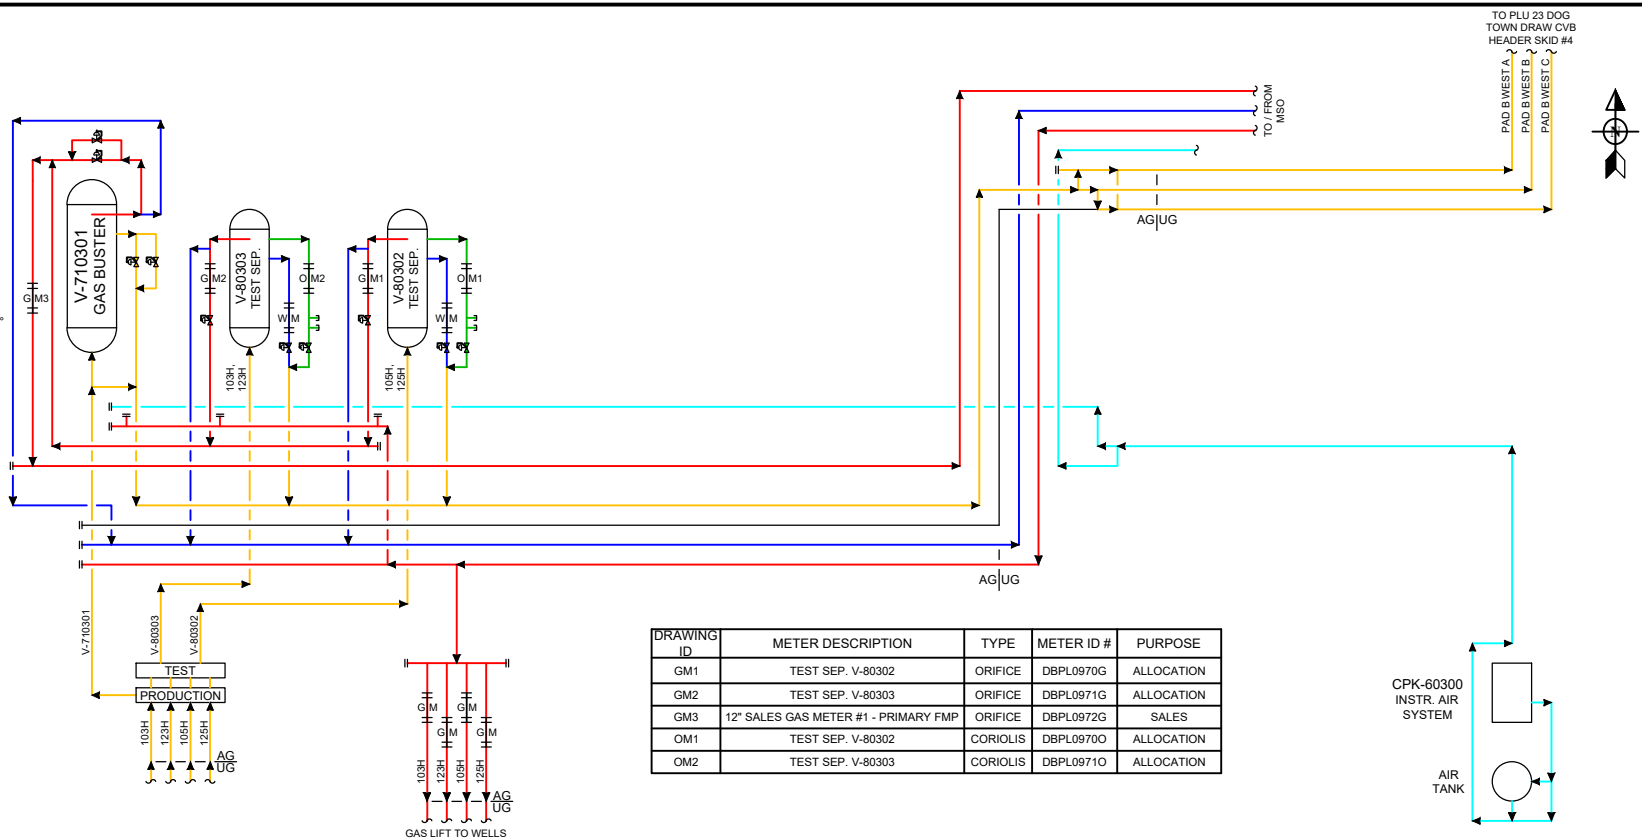 TO PLU 23 DOG
TOWN DRAW CVB
HEADER SKID #4
PAD B WEST A
PAD B WEST B
PAD B WEST C
TO / FROM
MSO
N
AG|UG
V-710301
GAS BUSTER
V-80303
TEST SEP.
V-80302
TEST SEP.
GM3
GM2
OM2
WM
GM1
OM1
WM
103H,
123H
105H,
125H
AG|UG
V-710301
V-80303
V-80302
TEST
PRODUCTION
103H
123H
105H
125H
AG
UG
GM
GM
GM
GM
103H
123H
105H
125H
AG
UG
GAS LIFT TO WELLS
DRAWING ID METER DESCRIPTION TYPE METER ID # PURPOSE
GM1 TEST SEP. V-80302 ORIFICE DBPL0970G ALLOCATION
GM2 TEST SEP. V-80303 ORIFICE DBPL0971G ALLOCATION
GM3 12" SALES GAS METER #1 - PRIMARY FMP ORIFICE DBPL0972G SALES
OM1 TEST SEP. V-80302 CORIOLIS DBPL0970O ALLOCATION
OM2 TEST SEP. V-80303 CORIOLIS DBPL0971O ALLOCATION
CPK-60300
INSTR. AIR
SYSTEM
AIR
TANK